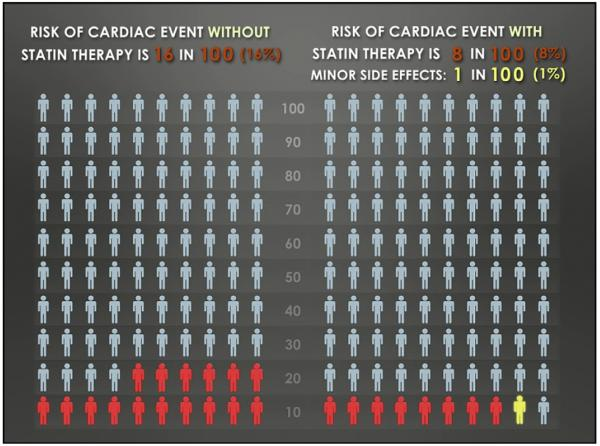 RISK OF CARDIAC EVENT WITHOUT
STATIN THERAPY IS 16 IN 100 (16%)
RISK OF CARDIAC EVENT WITH
STATIN THERAPY IS 8 IN 100 (8%)
MINOR SIDE EFFECTS: 1 IN 100 (1%)
100
90
80
70
60
50
40
30
20
10